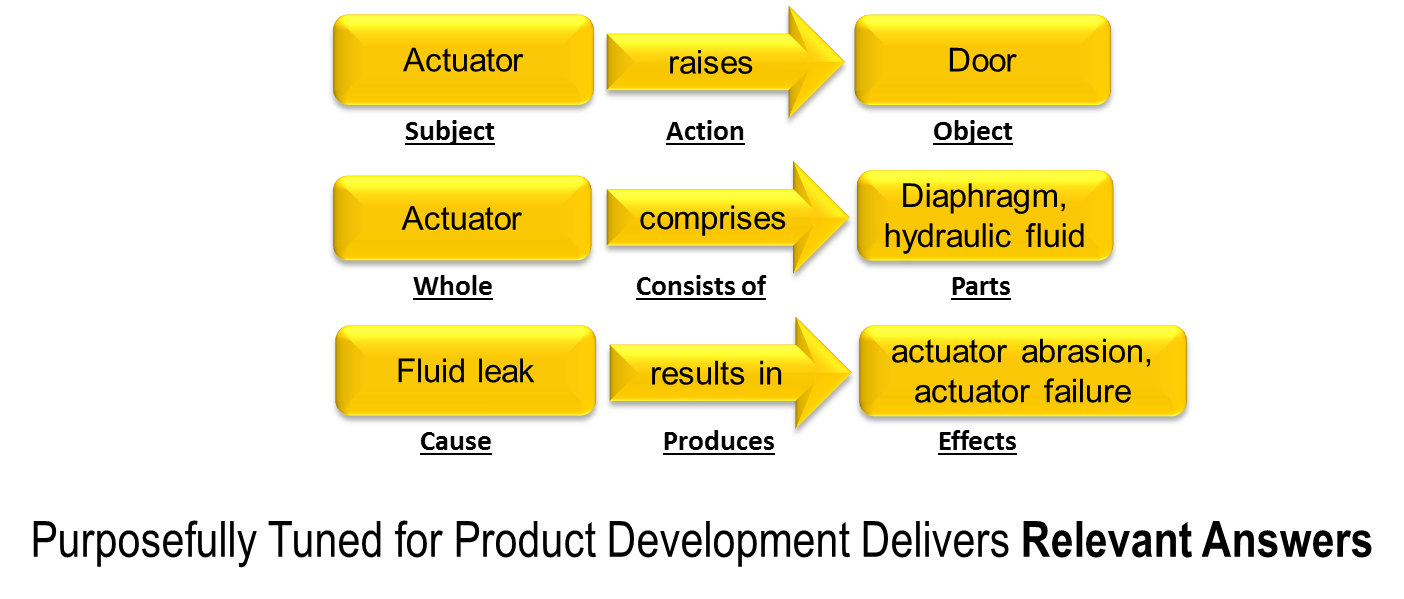 Actuator raises Door
Subject Action Object
Actuator comprises Diaphragm,
hydraulic fluid
Whole Consists of Parts
Fluid leak results in actuator abrasion,
actuator failure
Cause Produces Effects
Purposefully Tuned for Product Development Delivers Relevant Answers